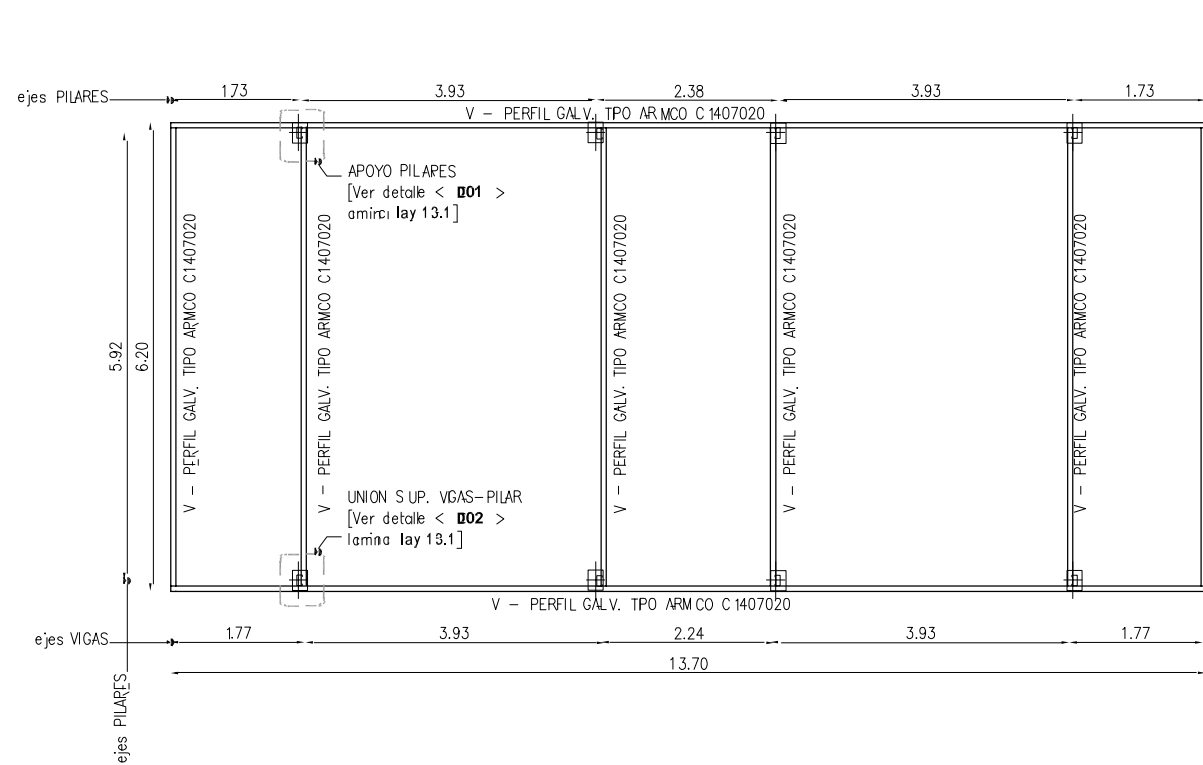 ejes PILARES
1.73
3.93
2.38
3.93
1.73
V - PERFIL GALV. TIPO ARMCO C1407020
APOYO PILARES
[Ver detalle < D01 >
lay 13.1]
V - PERFIL GALV. TIPO ARMCO C1407020
V - PERFIL GALV. TIPO ARMCO C1407020
V - PERFIL GALV. TIPO ARMCO C1407020
V - PERFIL GALV. TIPO ARMCO C1407020
V - PERFIL GALV. TIPO ARMCO C1407020
5.92
6.20
UNION SUP. VIGAS-PILAR
[Ver detalle < D02 >
lamina lay 13.1]
V - PERFIL GALV. TIPO ARMCO C1407020
ejes VIGAS
1.77
3.93
2.24
3.93
1.77
13.70
ejes PILARES